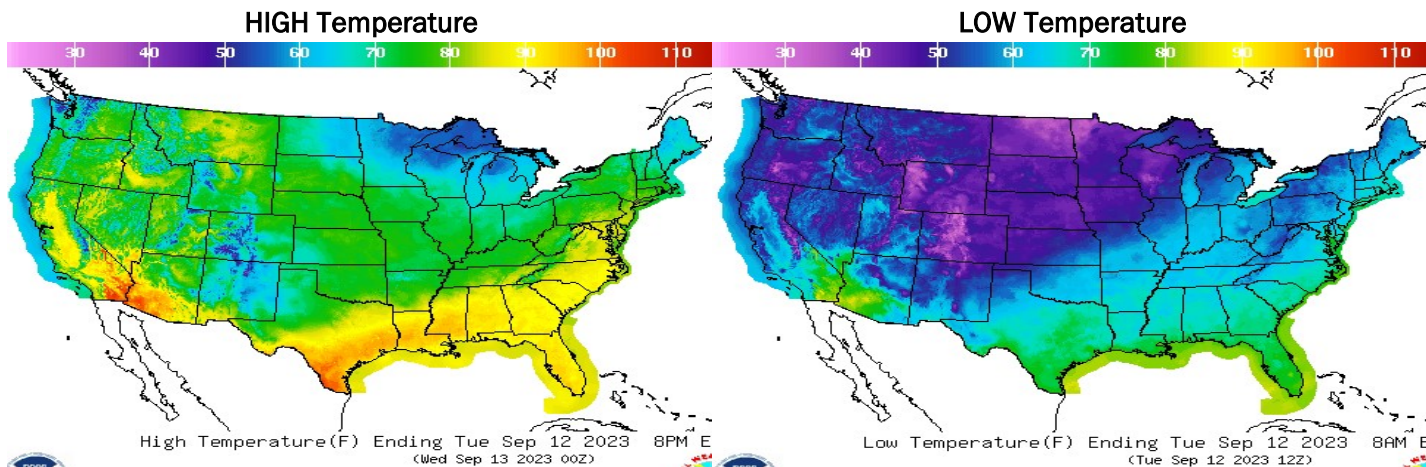 HIGH Temperature
30 40 50 60 70 80 90 100 110
High Temperature(F) Ending Tue Sep 12 2023 8PM E
(Wed Sep 13 2023 00Z)
LOW Temperature
30 40 50 60 70 80 90 100 110
Low Temperature(F) Ending Tue Sep 12 2023 8AM E
(Tue Sep 12 2023 12Z)